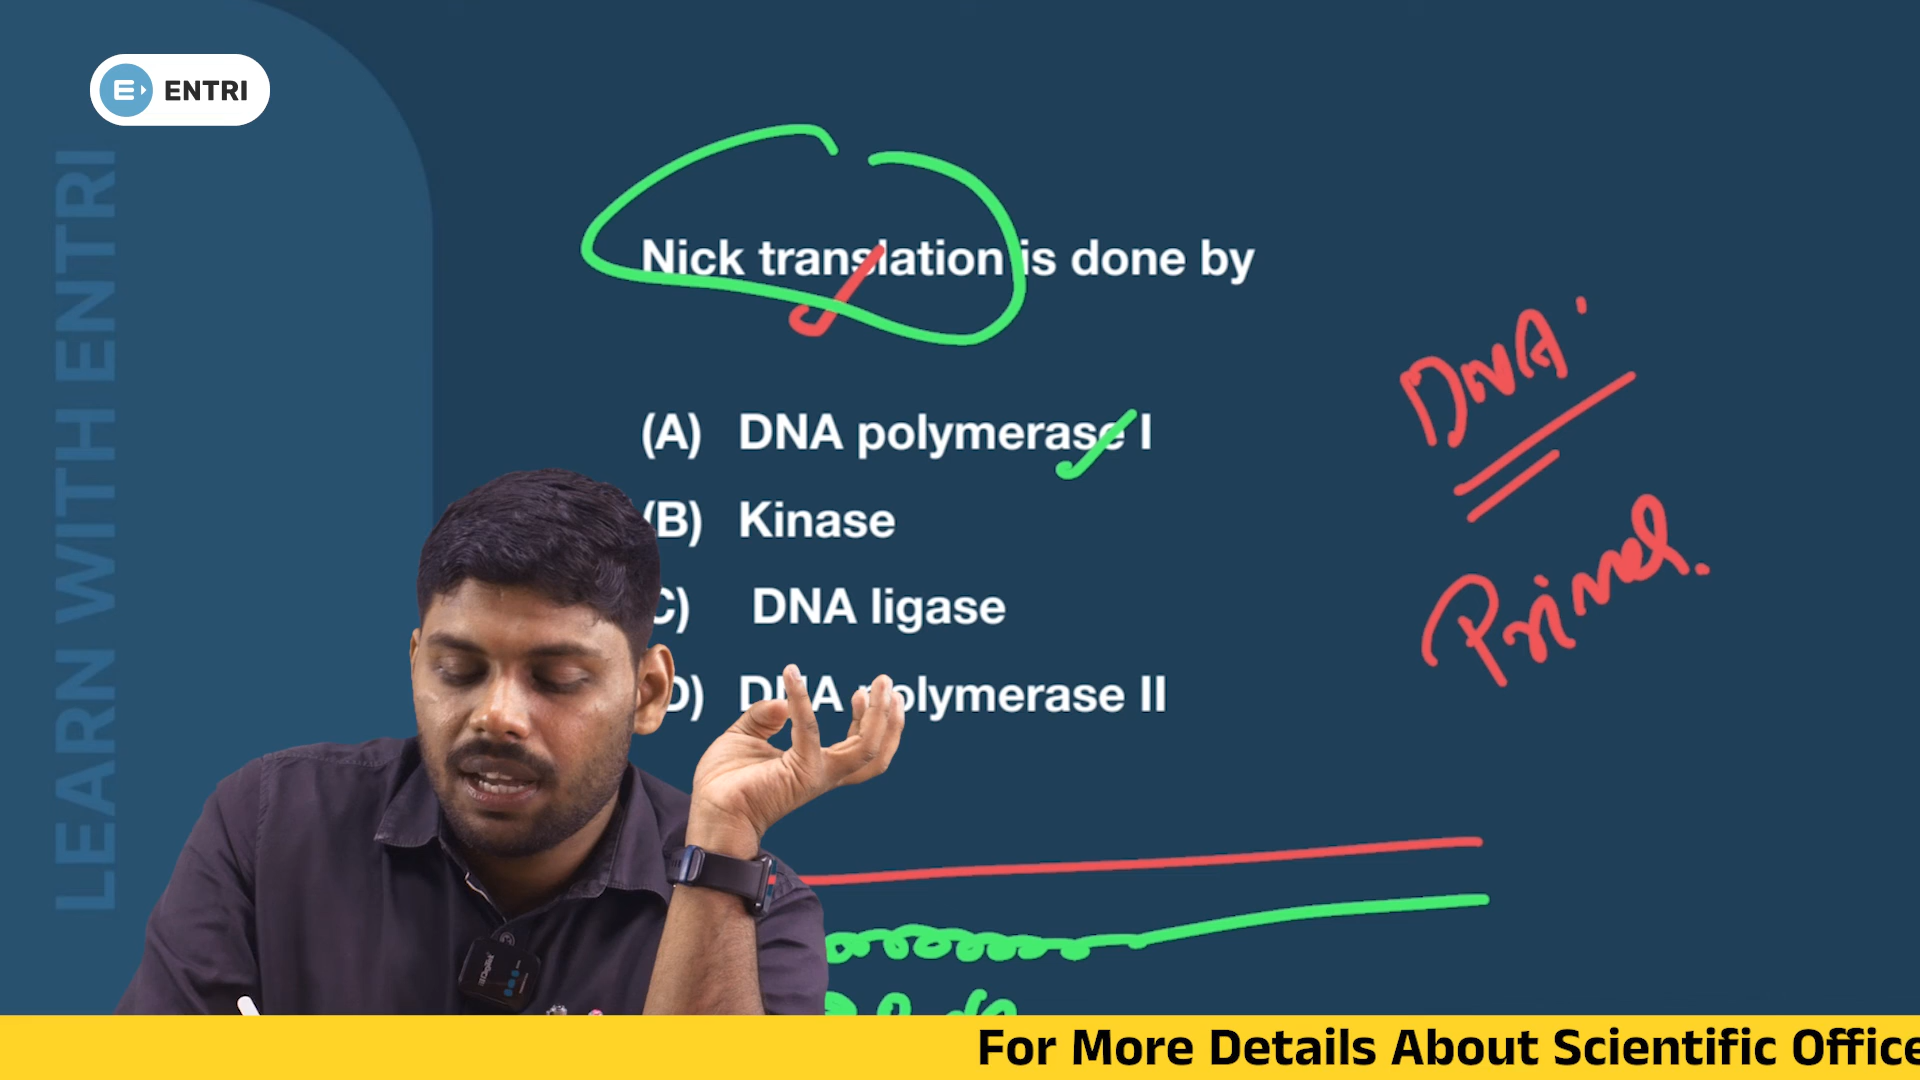 ENTRI
LEARN WITH ENTRI
Nick translation is done by
(A) DNA polymerase I
(B) Kinase
C) DNA ligase
D) DNA polymerase II
DNA
Primer
For More Details About Scientific Office